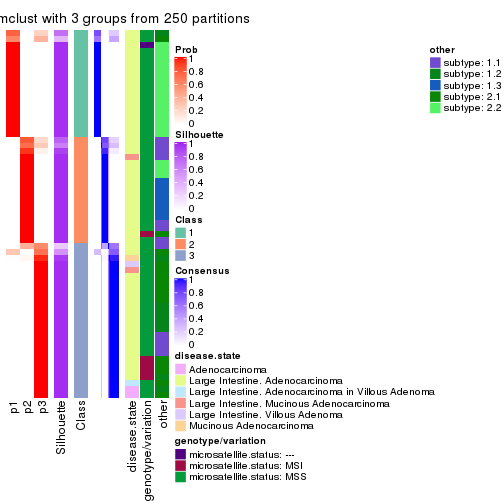 mclust with 3 groups from 250 partitions
Prob
1
0.8
0.6
0.4
0.2
0
Silhouette
1
0.8
0.6
0.4
0.2
0
Class
1
2
3
Consensus
1
0.8
0.6
0.4
0.2
0
disease.state
Adenocarcinoma
Large Intestine. Adenocarcinoma
Large Intestine. Adenocarcinoma in Villous Adenoma
Large Intestine. Mucinous Adenocarcinoma
Large Intestine. Villous Adenoma
Mucinous Adenocarcinoma
genotype/variation
microsatellite.status: ---
microsatellite.status: MSI
microsatellite.status: MSS
other
subtype: 1.1
subtype: 1.2
subtype: 1.3
subtype: 2.1
subtype: 2.2
p1
p2
p3
Silhouette
Class
disease.state
genotype/variation
other